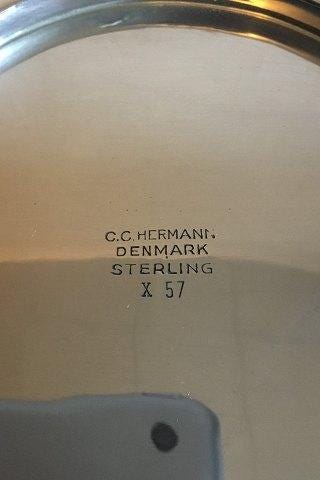 C.C.HERMANN.
DENMARK
STERLING
X 57